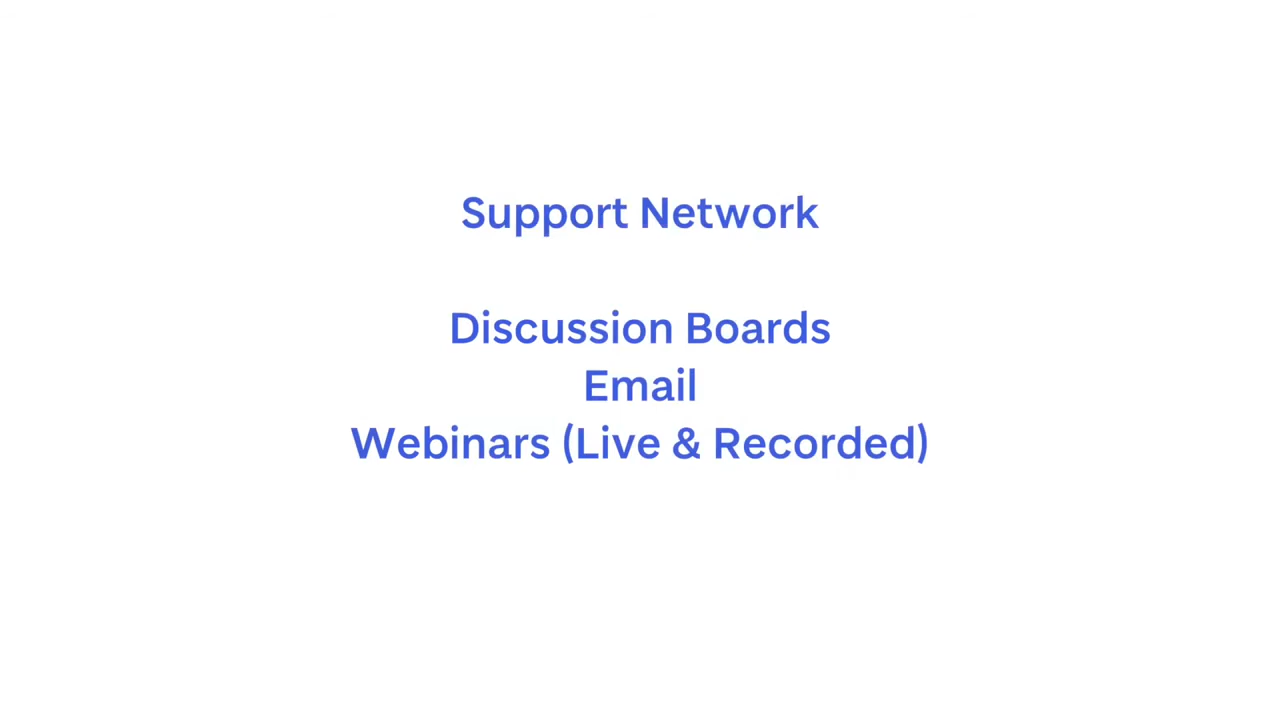 Support Network
Discussion Boards
Email
Webinars (Live & Recorded)